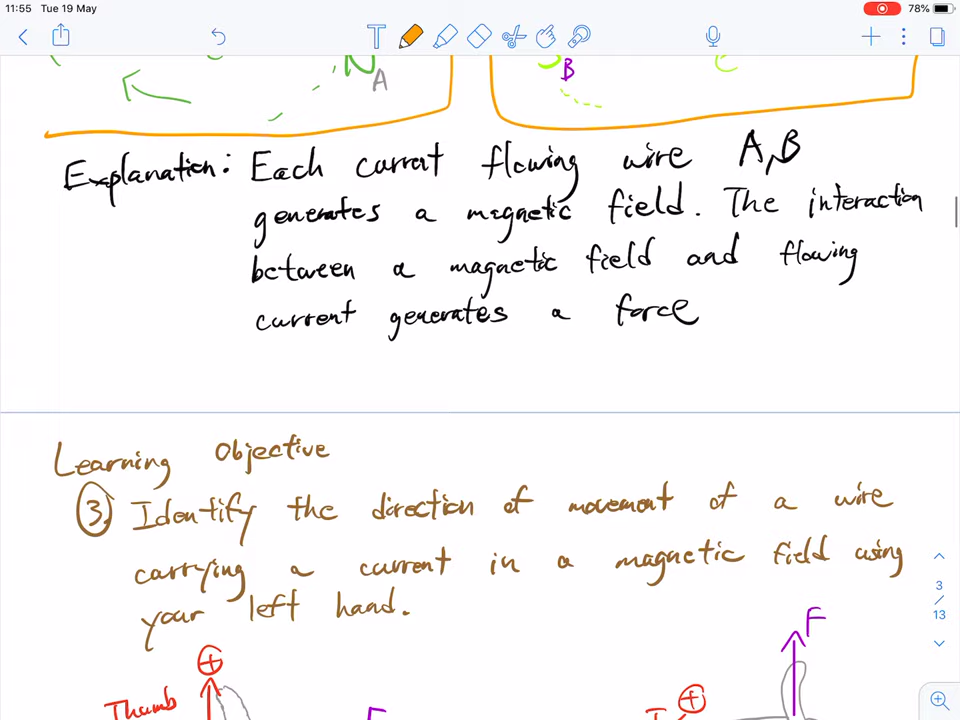 11:55 Tue 19 May 78%
N
A B
Explanation: Each current flowing wire A,B
generates a magnetic field. The interaction
between a magnetic field and flowing
current generates a force
Learning Objective
3. Identify the direction of movement of a wire
carrying a current in a magnetic field using
your left hand.
3
/
13
F
Thumb